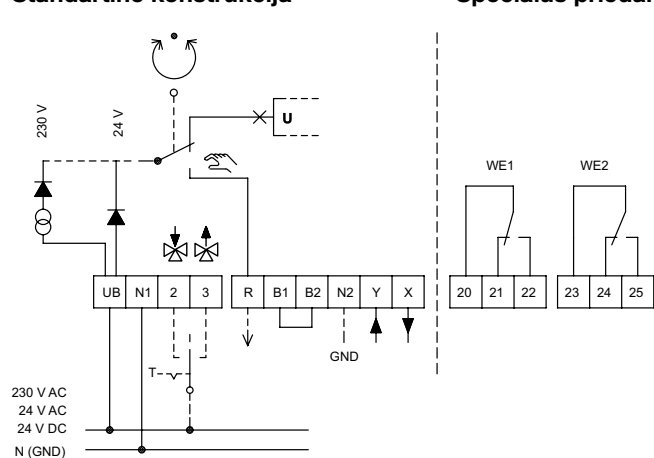 Standartinė konstrukcija
Specialūs priedai
230 V
24 V
U
WE1
WE2
UB N1 2 3
R B1 B2 N2 Y X
20 21 22
23 24 25
GND
T
230 V AC
24 V AC
24 V DC
N (GND)